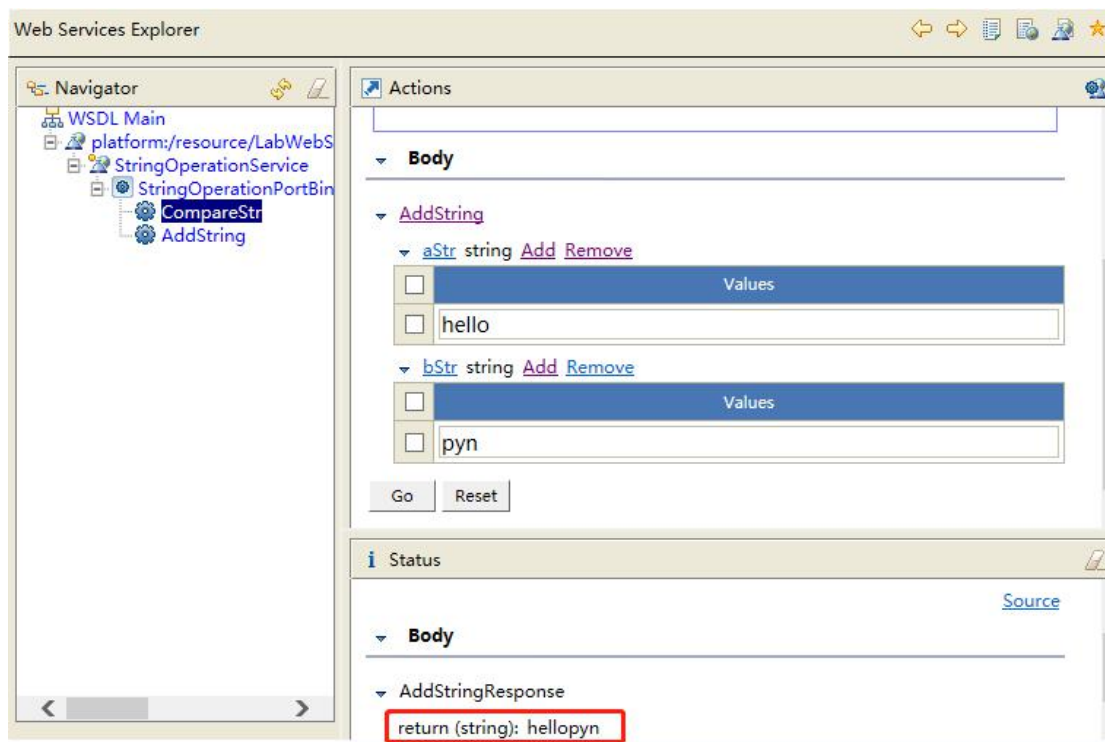 Web Services Explorer
Navigator
WSDL Main
platform:/resource/LabWebS
StringOperationService
StringOperationPortBin
CompareStr
AddString
Actions
Body
AddString
aStr string Add Remove
Values
hello
bStr string Add Remove
Values
pyn
Go Reset
i Status
Source
Body
AddStringResponse
return (string): hellopyn